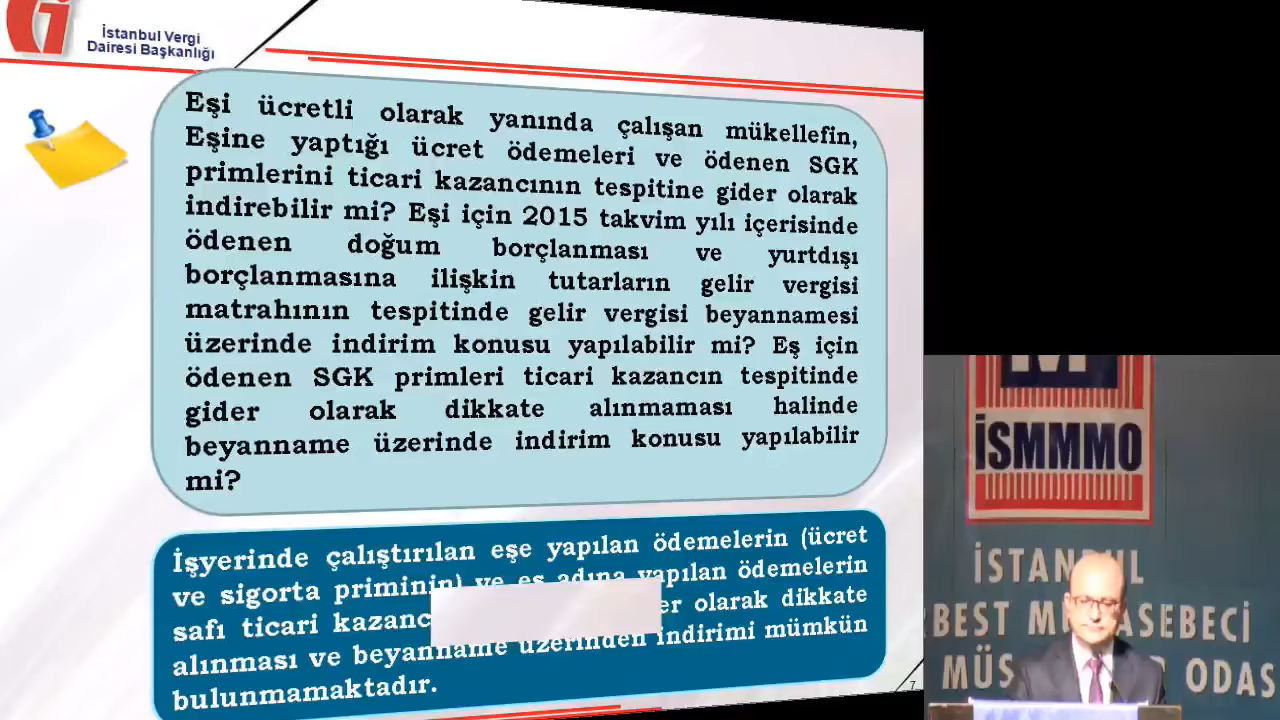 İstanbul Vergi
Dairesi Başkanlığı
Eşi ücretli olarak yanında çalışan mükellefin,
Eşine yaptığı ücret ödemeleri ve ödenen SGK
primlerini ticari kazancının tespitine gider olarak
indirebilir mi? Eşi için 2015 takvim yılı içerisinde
ödenen doğum borçlanması ve yurtdışı
borçlanmasına ilişkin tutarların gelir vergisi
matrahının tespitinde gelir vergisi beyannamesi
üzerinde indirim konusu yapılabilir mi? Eş için
ödenen SGK primleri ticari kazancın tespitinde
gider olarak dikkate alınmaması halinde
beyanname üzerinde indirim konusu yapılabilir
mi?
İşyerinde çalıştırılan eşe yapılan ödemelerin (ücret
ve sigorta priminin) ve eş adına yapılan ödemelerin
safı ticari kazanc olarak dikkate
alınması ve beyanname üzerinden indirimi mümkün
bulunmamaktadır.
7
İSMMMO
İSTANBUL
MÜS ODAS